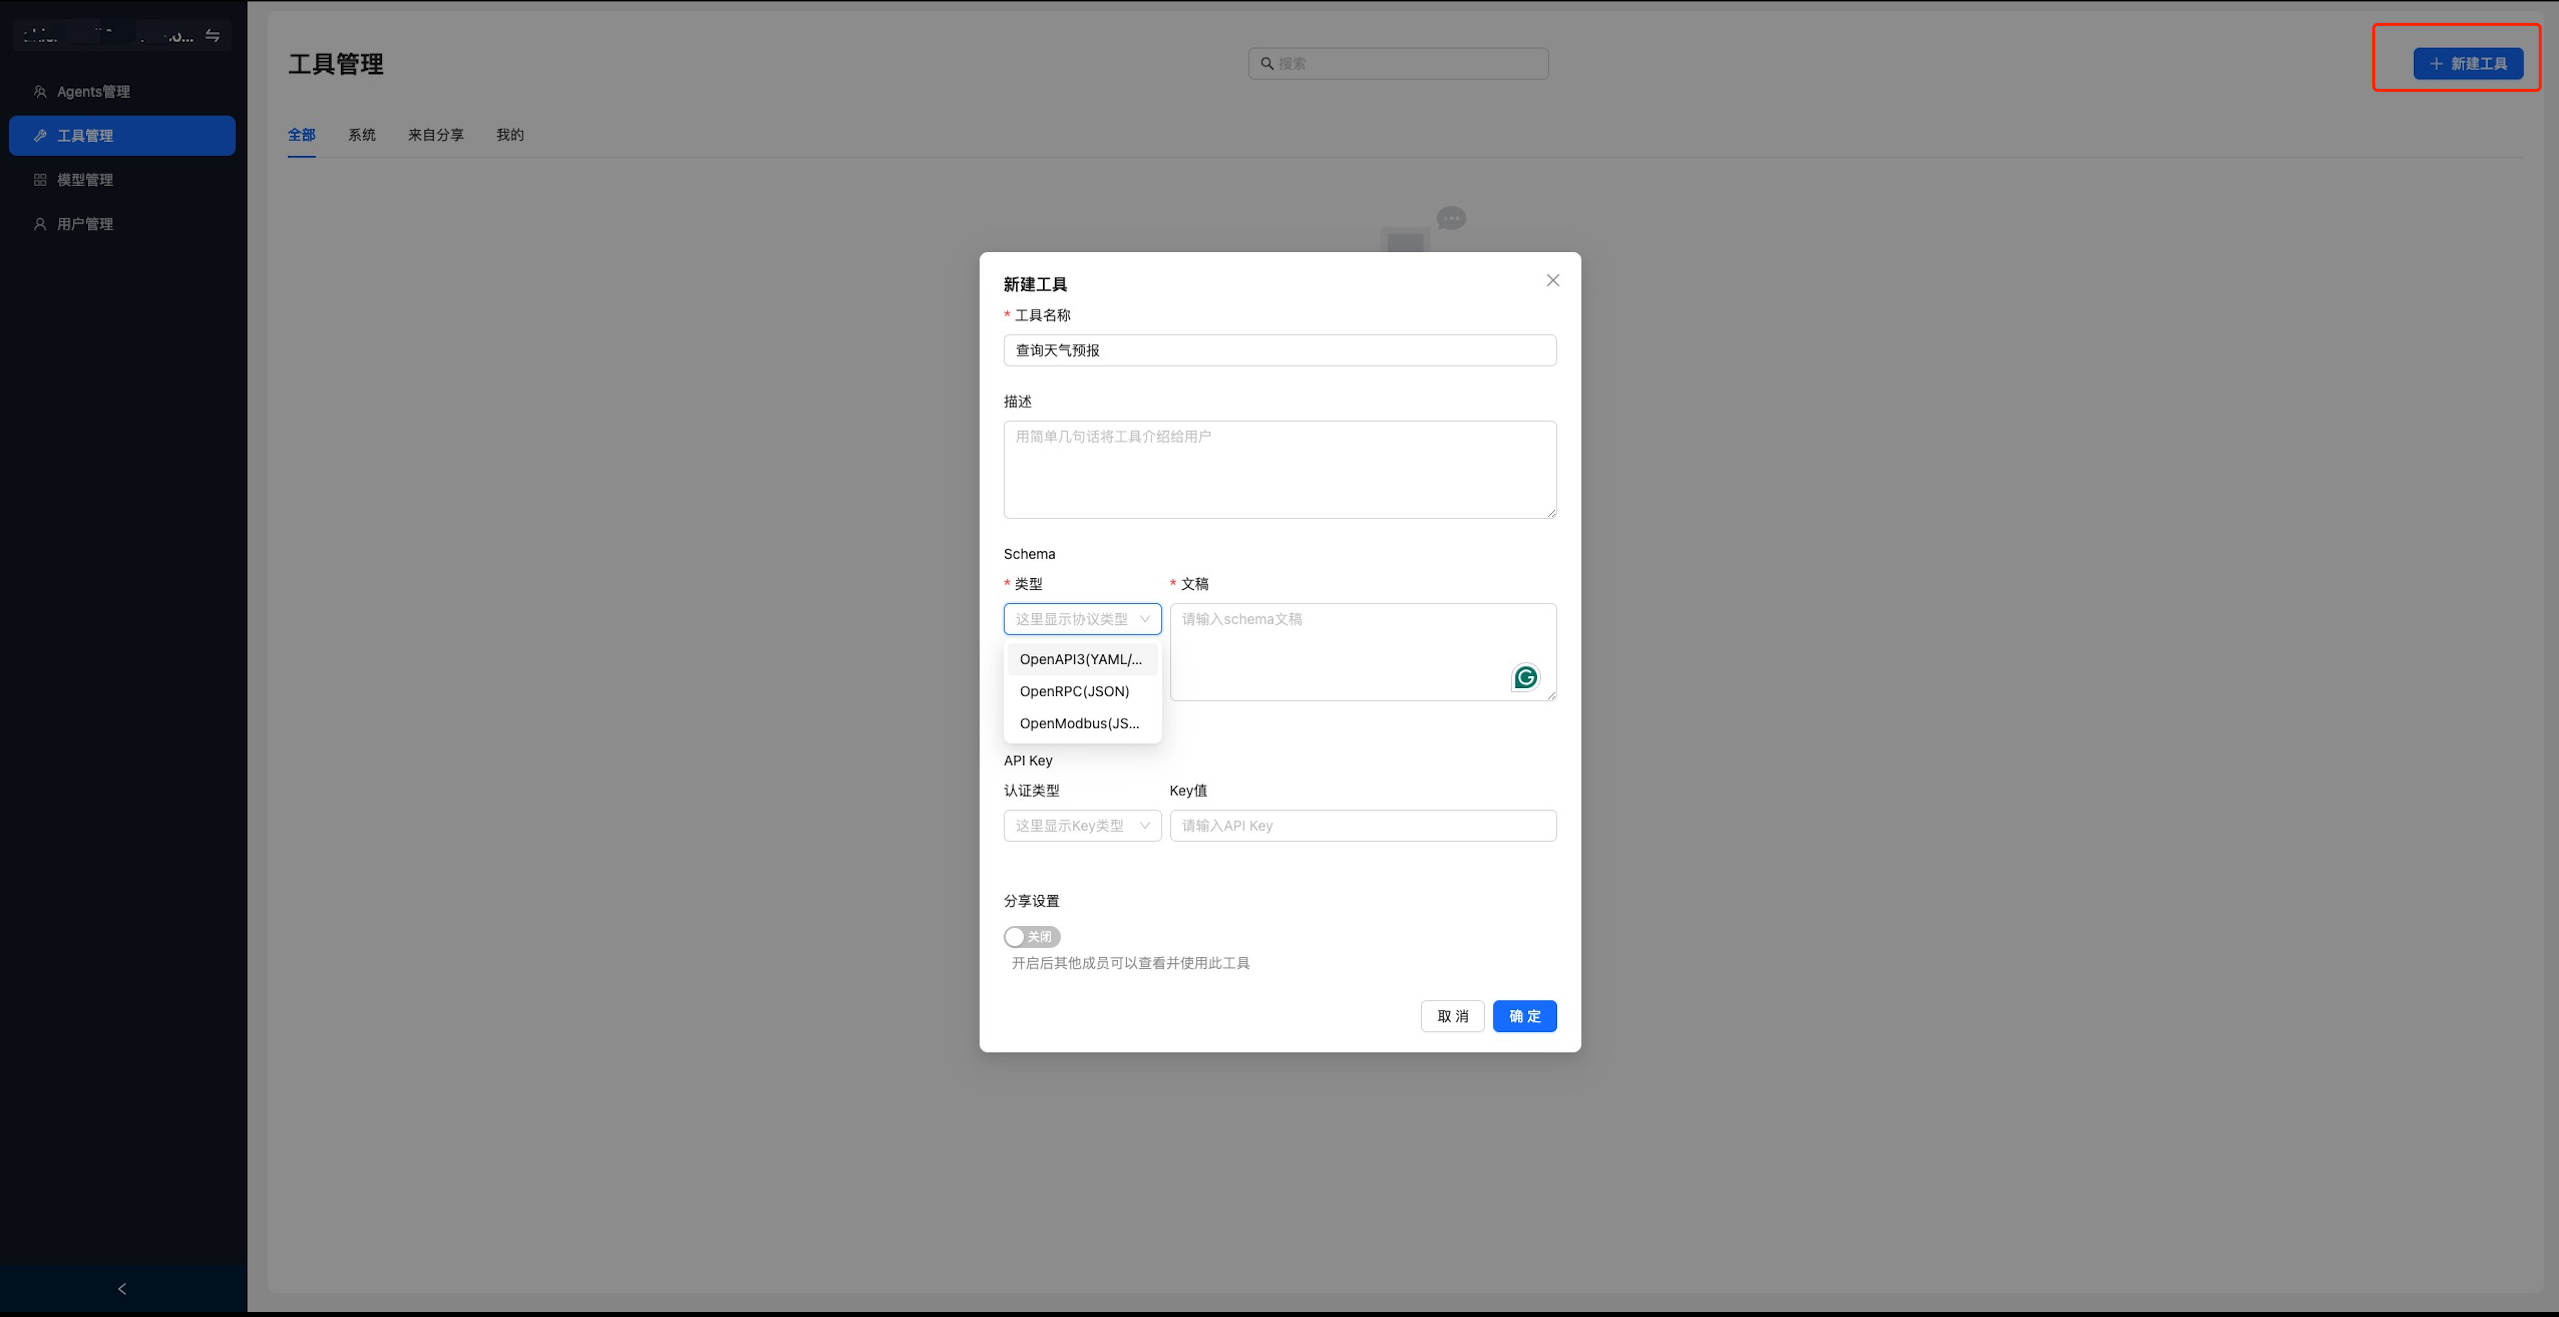 Agents管理
工具管理
模型管理
用户管理
工具管理
搜索
新建工具
全部
系统
来自分享
我的
新建工具
* 工具名称
查询天气预报
描述
用简单几句话将工具介绍给用户
Schema
* 类型
* 文稿
这里显示协议类型
请输入schema文稿
OpenAPI3(YAML/...
OpenRPC(JSON)
OpenModbus(JS...
API Key
认证类型
Key值
这里显示Key类型
请输入API Key
分享设置
关闭
开启后其他成员可以查看并使用此工具
取 消
确 定